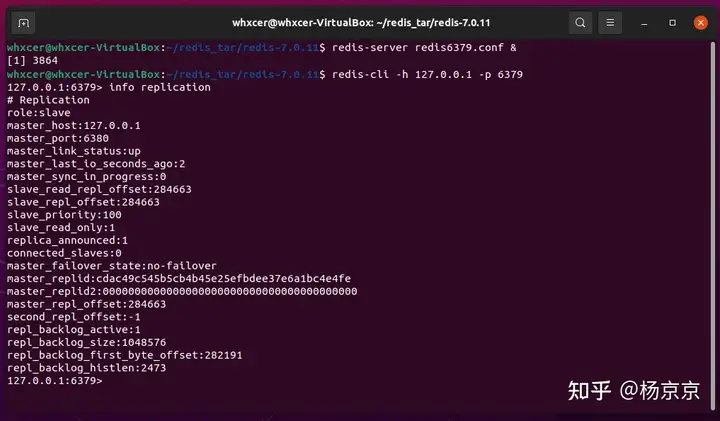 whxcer@whxcer-VirtualBox: ~/redis_tar/redis-7.0.11
whxcer@whxcer-VirtualBox:~/redis_tar/redis-7.0.11$ redis-server redis6379.conf &
[1] 3864
whxcer@whxcer-VirtualBox:~/redis_tar/redis-7.0.11$ redis-cli -h 127.0.0.1 -p 6379
127.0.0.1:6379> info replication
# Replication
role:slave
master_host:127.0.0.1
master_port:6380
master_link_status:up
master_last_io_seconds_ago:2
master_sync_in_progress:0
slave_read_repl_offset:284663
slave_repl_offset:284663
slave_priority:100
slave_read_only:1
replica_announced:1
connected_slaves:0
master_failover_state:no-failover
master_replid:cdac49c545b5cb4b45e25efbdee37e6a1bc4e4fe
master_replid2:0000000000000000000000000000000000000000
master_repl_offset:284663
second_repl_offset:-1
repl_backlog_active:1
repl_backlog_size:1048576
repl_backlog_first_byte_offset:282191
repl_backlog_histlen:2473
127.0.0.1:6379>
知乎 @杨京京